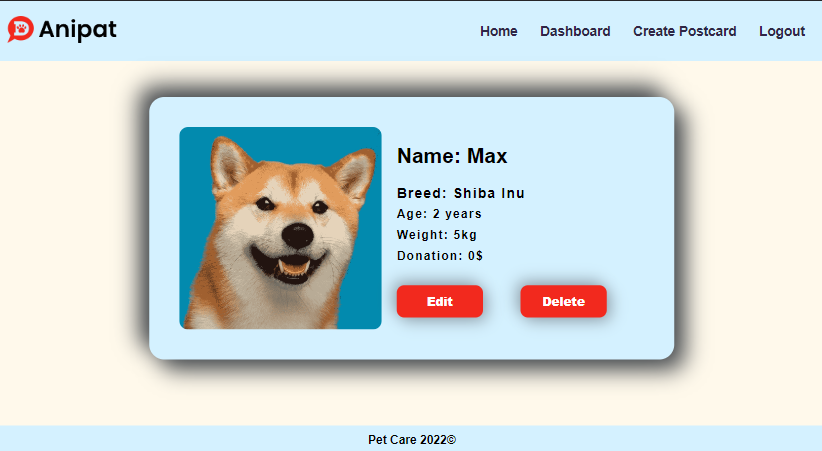 Anipat
Home Dashboard Create Postcard Logout
Name: Max
Breed: Shiba Inu
Age: 2 years
Weight: 5kg
Donation: 0$
Edit Delete
Pet Care 2022©